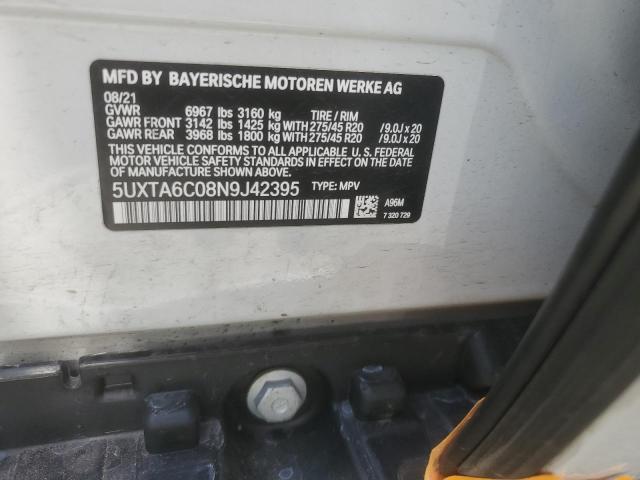 MFD BY BAYERISCHE MOTOREN WERKE AG
08/21
GVWR 6967 lbs 3160 kg TIRE / RIM
GAWR FRONT 3142 lbs 1425 kg WITH 275/45 R20 / 9.0J x 20
GAWR REAR 3968 lbs 1800 kg WITH 275/45 R20 / 9.0J x 20
THIS VEHICLE CONFORMS TO ALL APPLICABLE U.S. FEDERAL
MOTOR VEHICLE SAFETY STANDARDS IN EFFECT
ON THE DATE OF MANUFACTURE SHOWN ABOVE.
5UXTA6C08N9J42395 TYPE: MPV
A96M
7 320 729